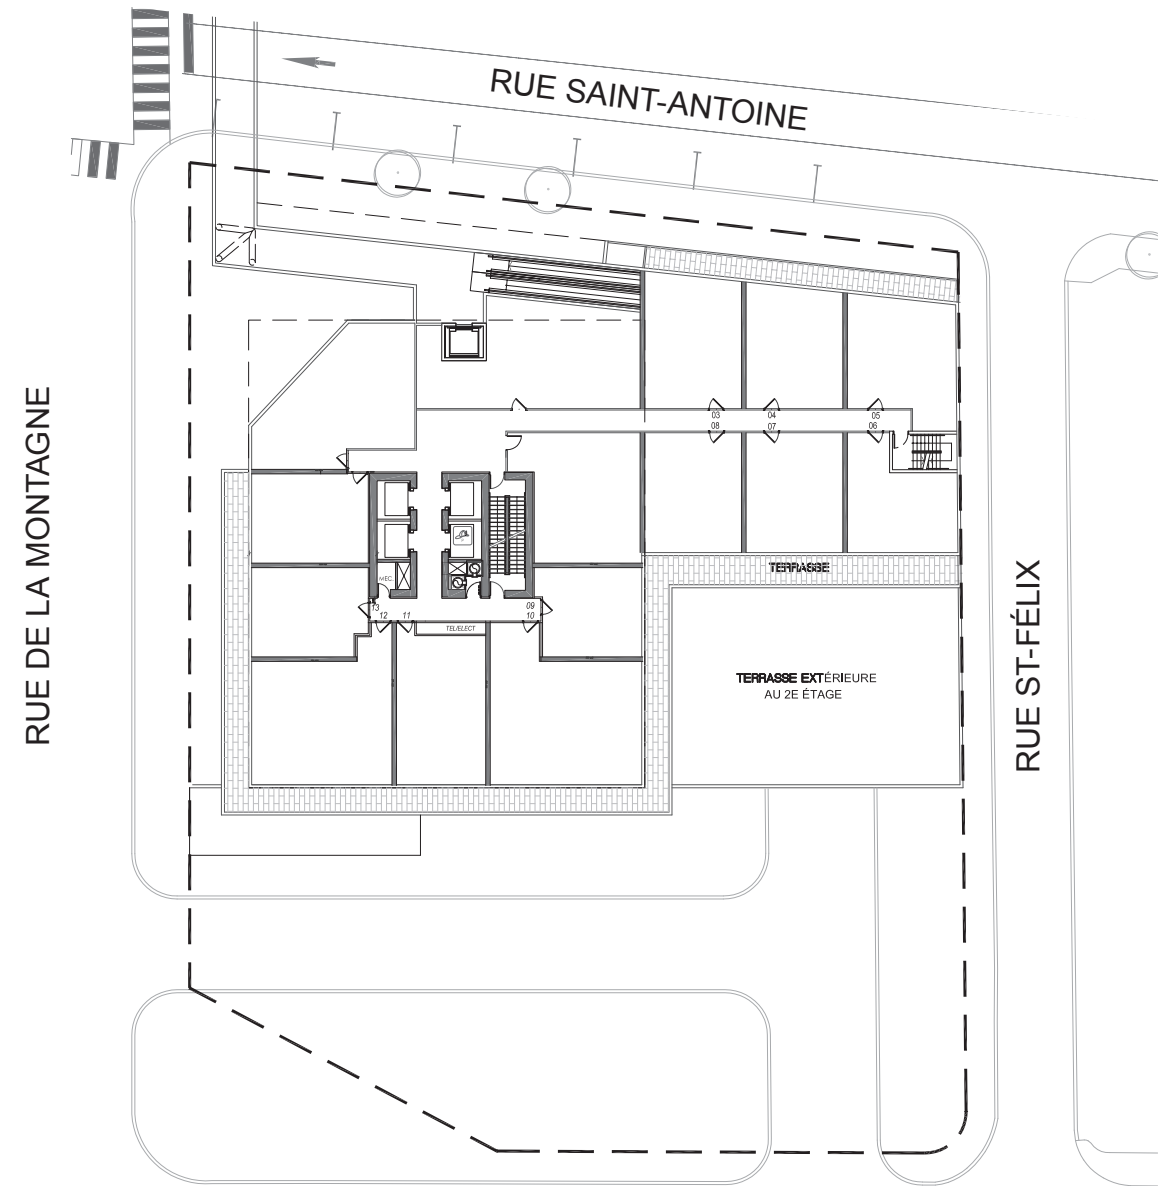 RUE SAINT-ANTOINE
RUE DE LA MONTAGNE
RUE ST-FÉLIX
03 04 05
08 07 06
MEC.
13
12 11
09
10
TEL/ELECT
TERRASSE
TERRASSE EXTÉRIEURE
AU 2E ÉTAGE